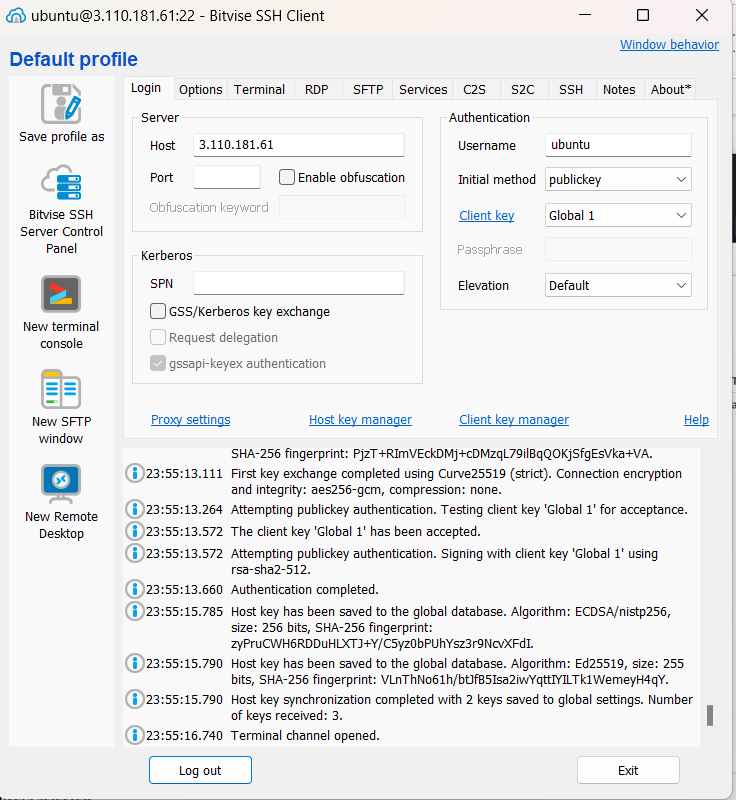 ubuntu@3.110.181.61:22 - Bitvise SSH Client
Window behavior
Default profile
Save profile as
Bitvise SSH
Server Control
Panel
New terminal
console
New SFTP
window
New Remote
Desktop
Login Options Terminal RDP SFTP Services C2S S2C SSH Notes About*
Server
Host 3.110.181.61
Port Enable obfuscation
Obfuscation keyword
Kerberos
SPN
GSS/Kerberos key exchange
Request delegation
gssapi-keyex authentication
Authentication
Username ubuntu
Initial method publickey
Client key Global 1
Passphrase
Elevation Default
Proxy settings Host key manager Client key manager Help
SHA-256 fingerprint: PjzT+RImVEckDMj+cDMzqL79ilBqQOKjSfgEsVka+VA.
23:55:13.111 First key exchange completed using Curve25519 (strict). Connection encryption
and integrity: aes256-gcm, compression: none.
23:55:13.264 Attempting publickey authentication. Testing client key 'Global 1' for acceptance.
23:55:13.572 The client key 'Global 1' has been accepted.
23:55:13.572 Attempting publickey authentication. Signing with client key 'Global 1' using
rsa-sha2-512.
23:55:13.660 Authentication completed.
23:55:15.785 Host key has been saved to the global database. Algorithm: ECDSA/nistp256,
size: 256 bits, SHA-256 fingerprint:
zyPruCWH6RDDuHLXTJ+Y/C5yz0bPUhYsz3r9NcvXFdI.
23:55:15.790 Host key has been saved to the global database. Algorithm: Ed25519, size: 255
bits, SHA-256 fingerprint: VLnThNo61h/btJfB5Isa2iwYqttIYILTk1WemeyH4qY.
23:55:15.790 Host key synchronization completed with 2 keys saved to global settings. Number
of keys received: 3.
23:55:16.740 Terminal channel opened.
Log out Exit